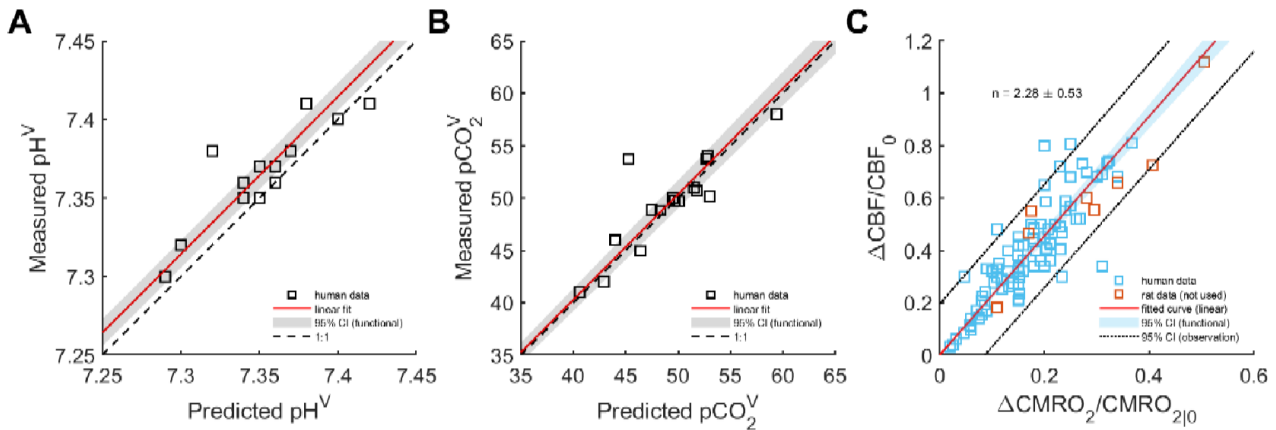 A
7.45
7.4
7.35
7.3
7.25
7.25
7.3
7.35
7.4
7.45
Measured pH^V
Predicted pH^V
human data
linear fit
95% CI (functional)
1:1
B
65
60
55
50
45
40
35
35
40
45
50
55
60
65
Measured pCO₂^V
Predicted pCO₂^V
human data
linear fit
95% CI (functional)
1:1
C
1.2
1
0.8
0.6
0.4
0.2
0
0
0.2
0.4
0.6
ΔCBF/CBF₀
ΔCMRO₂/CMRO₂|₀
n = 2.28 ± 0.53
human data
rat data (not used)
fitted curve (linear)
95% CI (functional)
95% CI (observation)